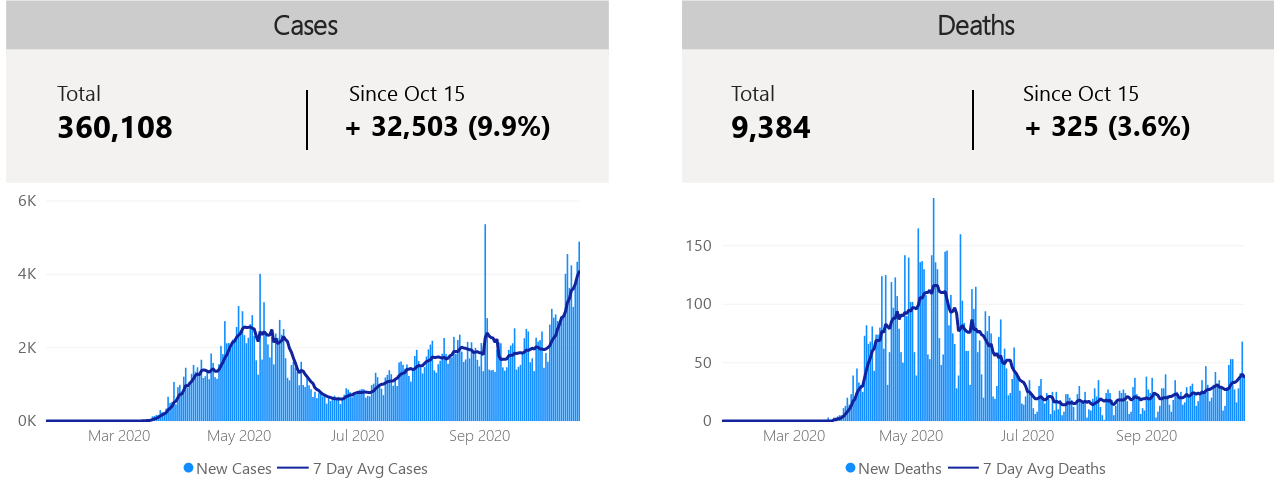 Cases
Total
360,108
Since Oct 15
+ 32,503 (9.9%)
6K
4K
2K
0K
Mar 2020
May 2020
Jul 2020
Sep 2020
New Cases
7 Day Avg Cases
Deaths
Total
9,384
Since Oct 15
+ 325 (3.6%)
150
100
50
0
Mar 2020
May 2020
Jul 2020
Sep 2020
New Deaths
7 Day Avg Deaths